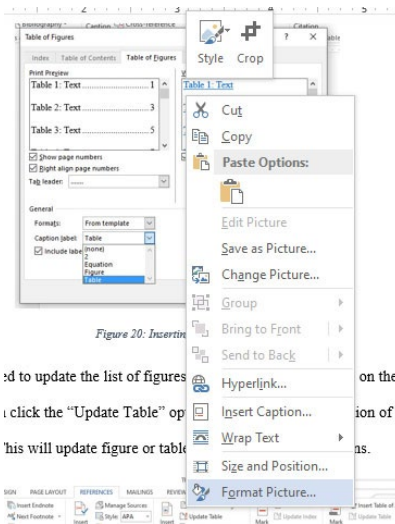 Caption
Cross-reference
Citation
Table of Figures
? X
Index Table of Contents Table of Figures
Print Preview
Table 1: Text 1
Table 1: Text
Table 2: Text 3
Table 3: Text 5
Show page numbers
Right align page numbers
Tab leader: .......
General
Formats: From template
Caption label: Table
Include labe
(none)
2
Equation
Figure
Table
Style Crop
Cut
Copy
Paste Options:
Edit Picture
Save as Picture...
Change Picture...
Group
Bring to Front
Send to Back
Hyperlink...
Insert Caption...
Wrap Text
Size and Position...
Format Picture...
Figure 20: Insertin
ed to update the list of figures on the
click the “Update Table” op ion of
This will update figure or table ns.
SIGN PAGE LAYOUT REFERENCES MAILINGS REVIE
Insert Endnote Manage Sources Insert Table of
Next Footnote Style: APA Update Table Update Index Update Table
Insert Mark Mark